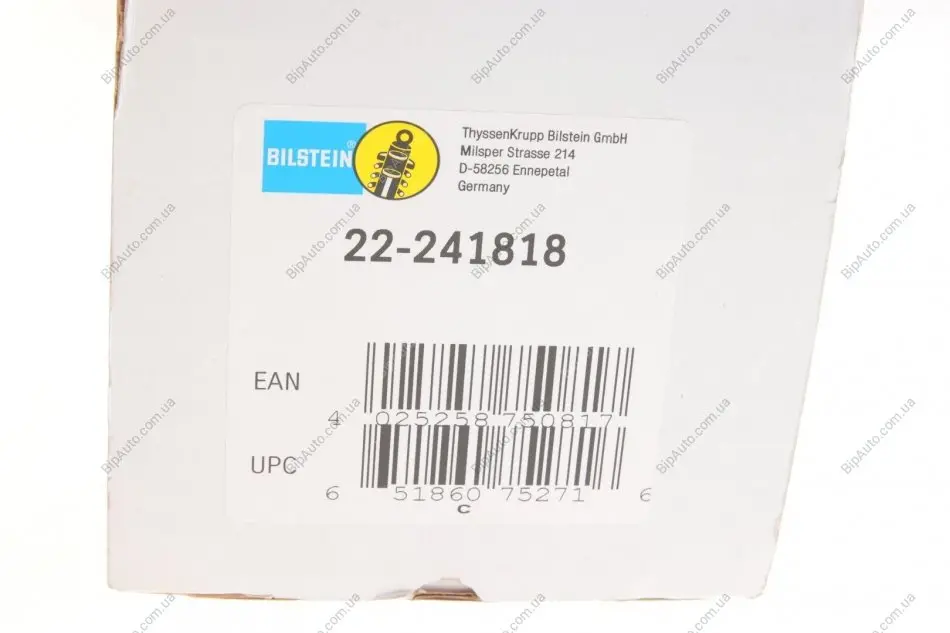 BILSTEIN®
ThyssenKrupp Bilstein GmbH
Milsper Strasse 214
D-58256 Ennepetal
Germany
22-241818
EAN
4 025258 750817
UPC
6 51860 75271 6
C
BipAuto.com.ua